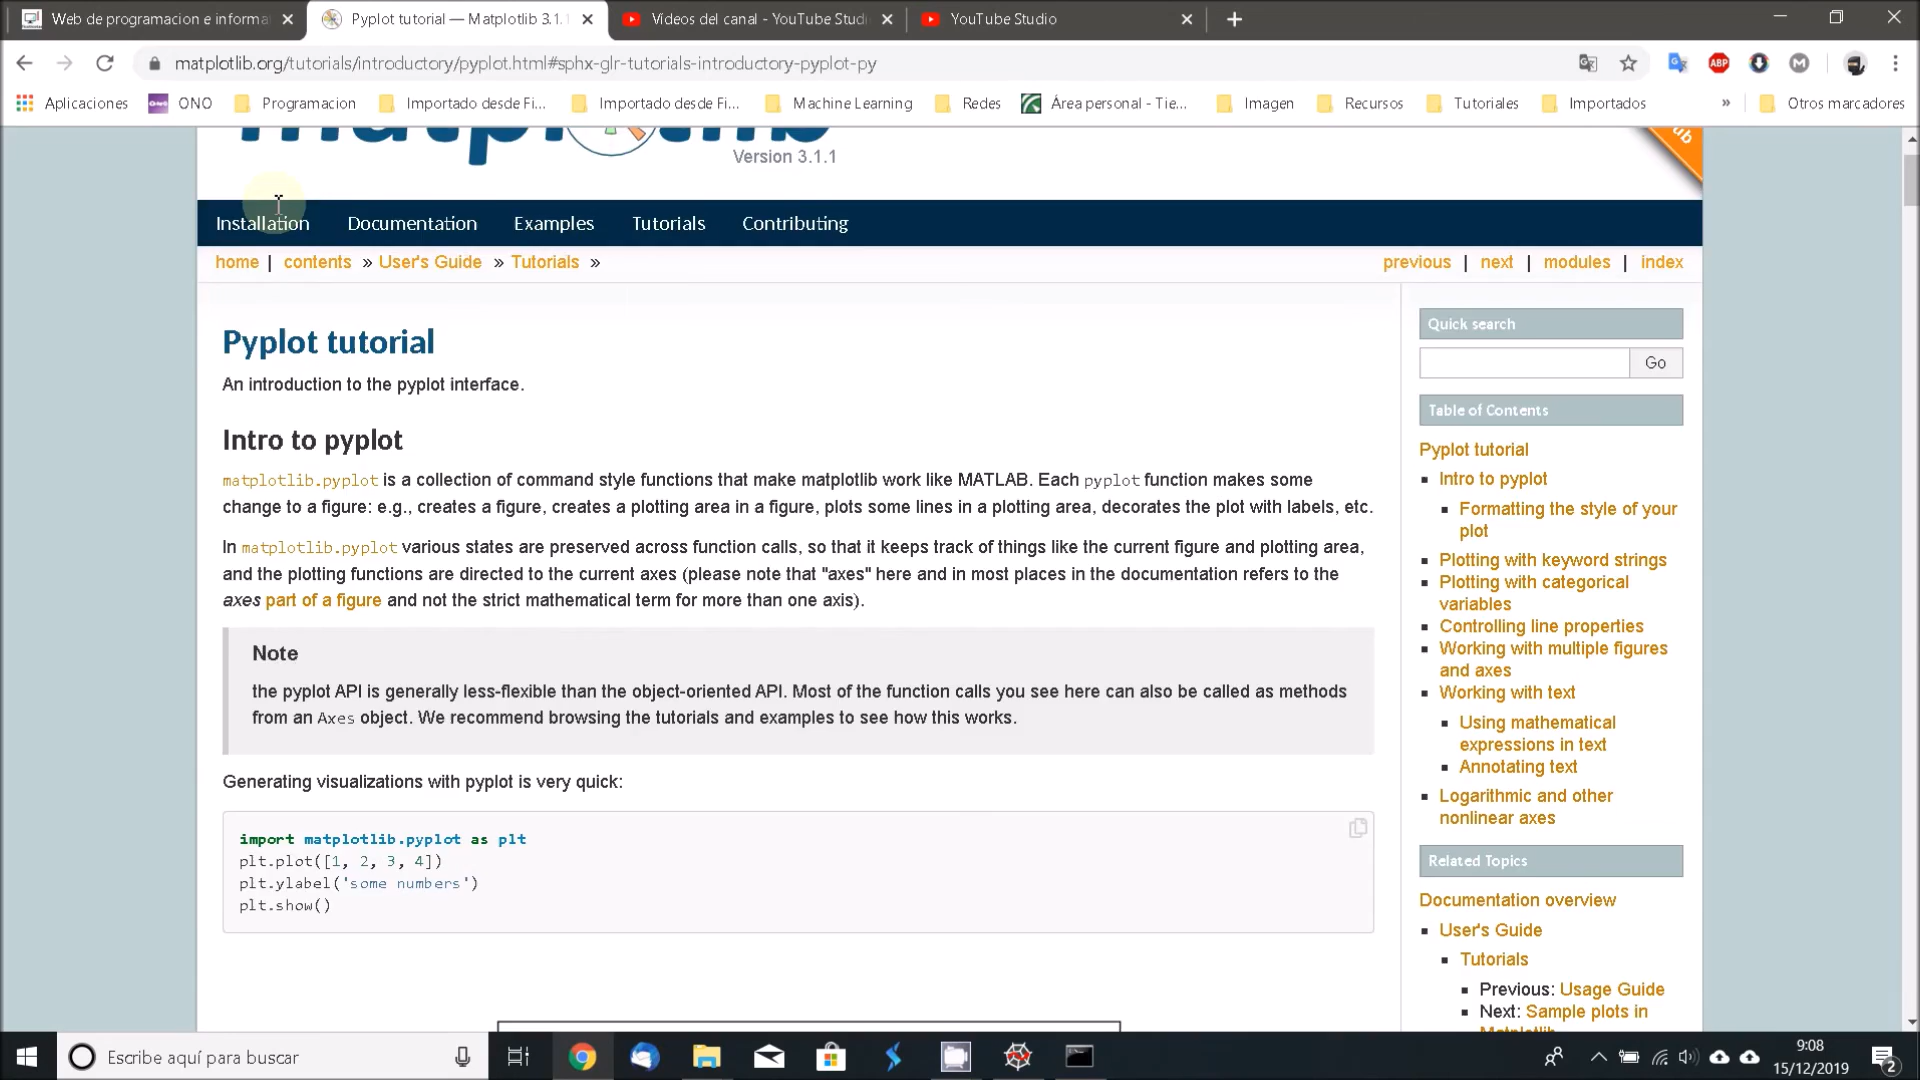 Web de programacion e informa
Pyplot tutorial — Matplotlib 3.1.1
Vídeos del canal - YouTube Studi
YouTube Studio
matplotlib.org/tutorials/introductory/pyplot.html#sphx-glr-tutorials-introductory-pyplot-py
ABP
M
Aplicaciones
ONO
Programacion
Importado desde Fi...
Importado desde Fi...
Machine Learning
Redes
Área personal - Tie...
Imagen
Recursos
Tutoriales
Importados
»
Otros marcadores
matplotlib
Version 3.1.1
Installation Documentation Examples Tutorials Contributing
home | contents » User's Guide » Tutorials »
previous | next | modules | index
Pyplot tutorial
An introduction to the pyplot interface.
Intro to pyplot
matplotlib.pyplot is a collection of command style functions that make matplotlib work like MATLAB. Each pyplot function makes some
change to a figure: e.g., creates a figure, creates a plotting area in a figure, plots some lines in a plotting area, decorates the plot with labels, etc.
In matplotlib.pyplot various states are preserved across function calls, so that it keeps track of things like the current figure and plotting area,
and the plotting functions are directed to the current axes (please note that "axes" here and in most places in the documentation refers to the
axes part of a figure and not the strict mathematical term for more than one axis).
Note
the pyplot API is generally less-flexible than the object-oriented API. Most of the function calls you see here can also be called as methods
from an Axes object. We recommend browsing the tutorials and examples to see how this works.
Generating visualizations with pyplot is very quick:
import matplotlib.pyplot as plt
plt.plot([1, 2, 3, 4])
plt.ylabel('some numbers')
plt.show()
Quick search
Go
Table of Contents
Pyplot tutorial
Intro to pyplot
Formatting the style of your
plot
Plotting with keyword strings
Plotting with categorical
variables
Controlling line properties
Working with multiple figures
and axes
Working with text
Using mathematical
expressions in text
Annotating text
Logarithmic and other
nonlinear axes
Related Topics
Documentation overview
User's Guide
Tutorials
Previous: Usage Guide
Next: Sample plots in
Matplotlib
Escribe aquí para buscar
9:08
15/12/2019
2